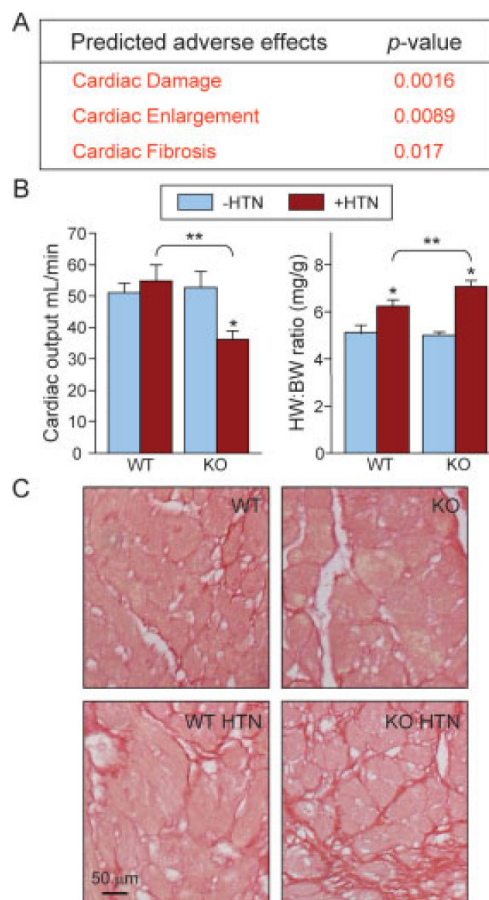 A
Predicted adverse effects p-value
Cardiac Damage 0.0016
Cardiac Enlargement 0.0089
Cardiac Fibrosis 0.017
B
-HTN +HTN
Cardiac output mL/min
70
60
50
40
30
20
10
0
**
*
WT KO
HW:BW ratio (mg/g)
8
6
4
2
0
**
*
*
WT KO
C
WT KO
WT HTN KO HTN
50 µm